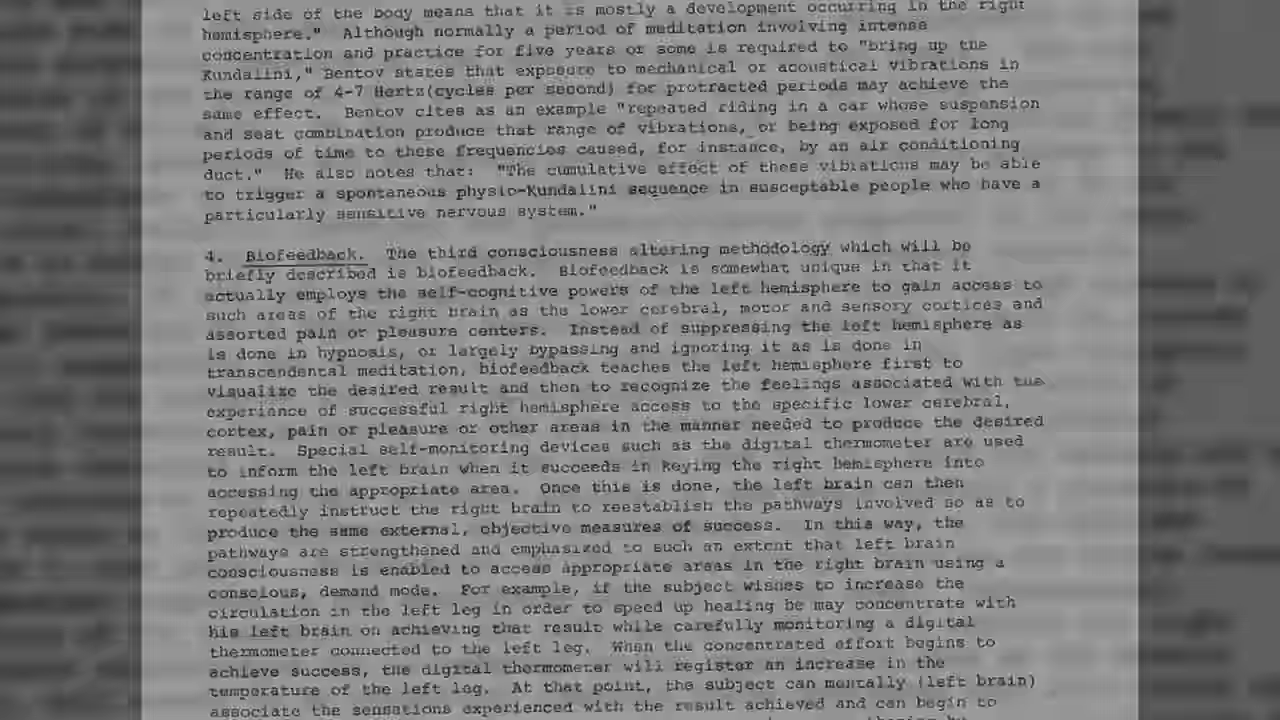 left side of the body means that it is mostly a development occurring in the right
hemisphere." Although normally a period of meditation involving intense
concentration and practice for five years or some is required to "bring up the
Kundalini," Bentov states that exposure to mechanical or acoustical vibrations in
the range of 4-7 Hertz(cycles per second) for protracted periods may achieve the
same effect. Bentov cites as an example "repeated riding in a car whose suspension
and seat combination produce that range of vibrations, or being exposed for long
periods of time to these frequencies caused, for instance, by an air conditioning
duct." He also notes that: "The cumulative effect of these vibrations may be able
to trigger a spontaneous physio-Kundalini sequence in susceptable people who have a
particularly sensitive nervous system."
4. Biofeedback. The third consciousness altering methodology which will be
briefly described is biofeedback. Biofeedback is somewhat unique in that it
actually employs the self-cognitive powers of the left hemisphere to gain access to
such areas of the right brain as the lower cerebral, motor and sensory cortices and
assorted pain or pleasure centers. Instead of suppressing the left hemisphere as
is done in hypnosis, or largely bypassing and ignoring it as is done in
transcendental meditation, biofeedback teaches the left hemisphere first to
visualize the desired result and then to recognize the feelings associated with the
experience of successful right hemisphere access to the specific lower cerebral,
cortex, pain or pleasure or other areas in the manner needed to produce the desired
result. Special self-monitoring devices such as the digital thermometer are used
to inform the left brain when it succeeds in keying the right hemisphere into
accessing the appropriate area. Once this is done, the left brain can then
repeatedly instruct the right brain to reestablish the pathways involved so as to
produce the same external, objective measures of success. In this way, the
pathways are strengthened and emphasized to such an extent that left brain
consciousness is enabled to access appropriate areas in the right brain using a
conscious, demand mode. For example, if the subject wishes to increase the
circulation in the left leg in order to speed up healing he may concentrate with
his left brain on achieving that result while carefully monitoring a digital
thermometer connected to the left leg. When the concentrated effort begins to
achieve success, the digital thermometer will register an increase in the
temperature of the left leg. At that point, the subject can mentally (left brain)
associate the sensations experienced with the result achieved and can begin to